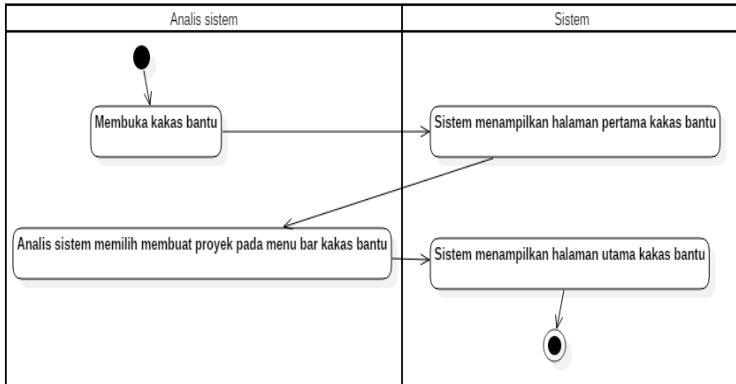 Analis sistem
Sistem
Membuka kakas bantu
Sistem menampilkan halaman pertama kakas bantu
Analis sistem memilih membuat proyek pada menu bar kakas bantu
Sistem menampilkan halaman utama kakas bantu